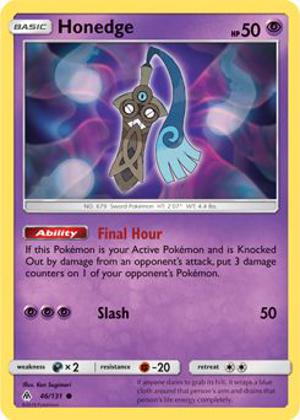 BASIC Honedge HP 50
NO. 679 Sword Pokémon HT: 2'07" WT: 4.4 lbs.
Ability Final Hour
If this Pokémon is your Active Pokémon and is Knocked
Out by damage from an opponent's attack, put 3 damage
counters on 1 of your opponent's Pokémon.
Slash 50
weakness ×2 resistance -20 retreat
Illus. Ken Sugimori
46/131
If anyone dares to grab its hilt, it wraps a blue
cloth around that person's arm and drains that
person's life energy completely.